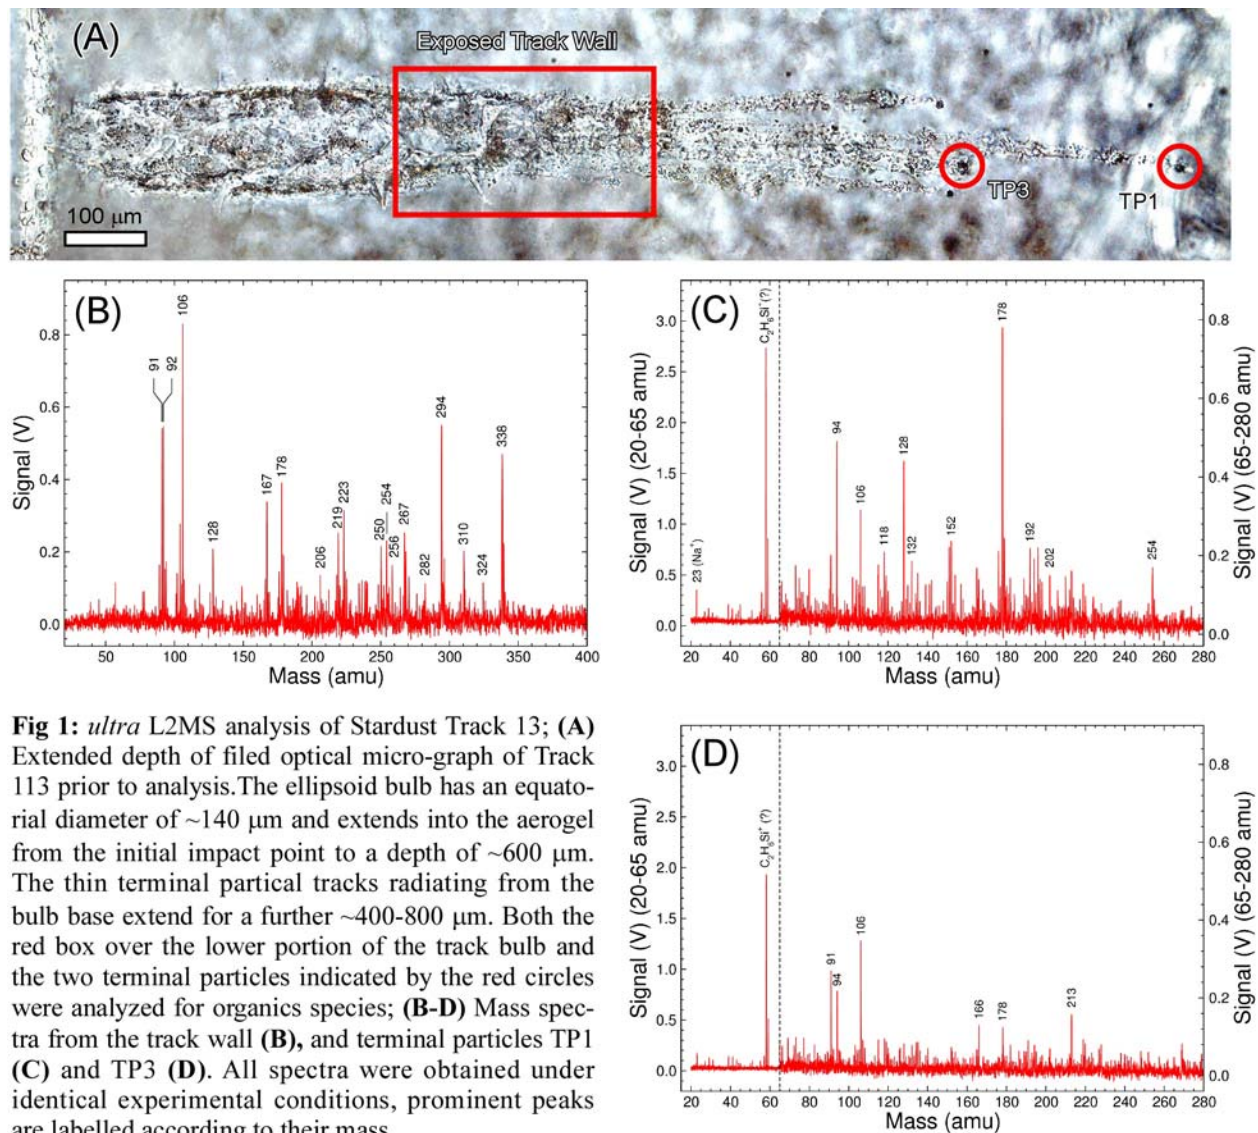 (A)
Exposed Track Wall
100 µm
TP3
TP1
(B)
Signal (V)
0.8
0.6
0.4
0.2
0.0
91
92
106
128
167
178
206
219
223
250
254
256
267
282
294
310
324
338
50 100 150 200 250 300 350 400
Mass (amu)
(C)
Signal (V) (20-65 amu)
3.0
2.5
2.0
1.5
1.0
0.5
0.0
23 (Na⁺)
94
106
118
128
132
152
178
192
202
254
0.8
0.6
0.4
0.2
0.0
Signal (V) (65-280 amu)
20 40 60 80 100 120 140 160 180 200 220 240 260 280
Mass (amu)
Fig 1: ultra L2MS analysis of Stardust Track 13; (A)
Extended depth of filed optical micro-graph of Track
113 prior to analysis.The ellipsoid bulb has an equato-
rial diameter of ~140 µm and extends into the aerogel
from the initial impact point to a depth of ~600 µm.
The thin terminal partical tracks radiating from the
bulb base extend for a further ~400-800 µm. Both the
red box over the lower portion of the track bulb and
the two terminal particles indicated by the red circles
were analyzed for organics species; (B-D) Mass spec-
tra from the track wall (B), and terminal particles TP1
(C) and TP3 (D). All spectra were obtained under
identical experimental conditions, prominent peaks
are labelled according to their mass
(D)
Signal (V) (20-65 amu)
3.0
2.5
2.0
1.5
1.0
0.5
0.0
C₂H₆Si⁺ (?)
91
94
106
166
178
213
0.8
0.6
0.4
0.2
0.0
Signal (V) (65-280 amu)
20 40 60 80 100 120 140 160 180 200 220 240 260 280
Mass (amu)